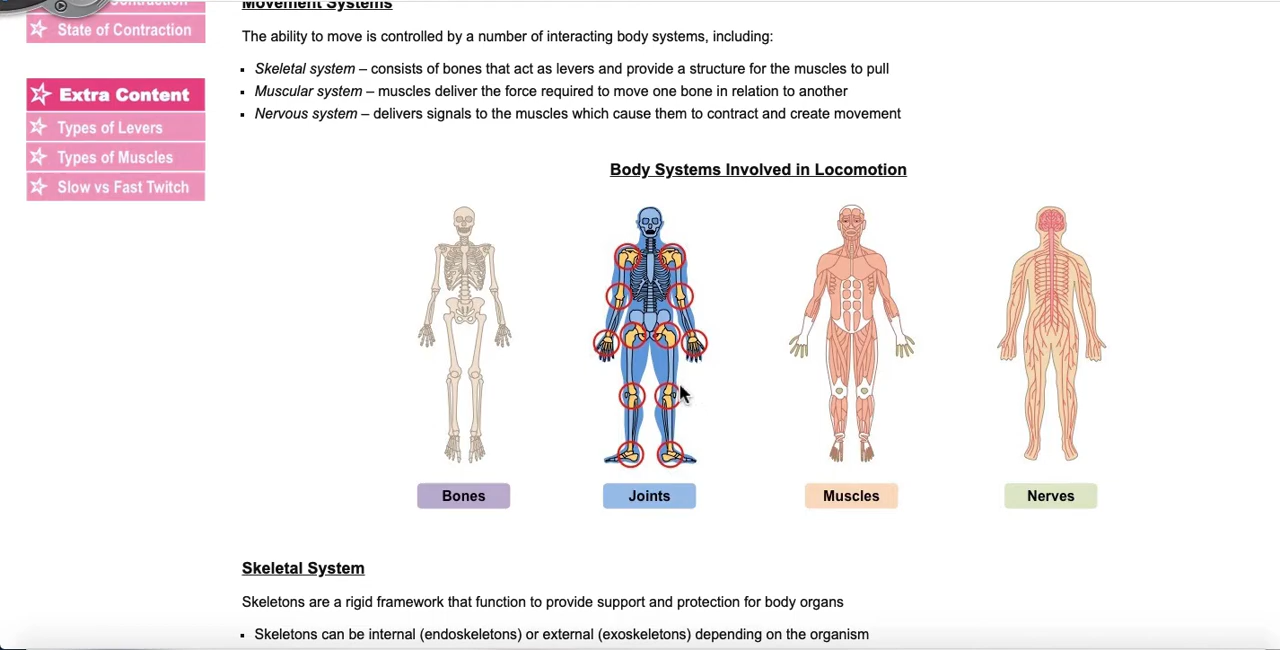 Contraction
State of Contraction
Extra Content
Types of Levers
Types of Muscles
Slow vs Fast Twitch
Movement Systems
The ability to move is controlled by a number of interacting body systems, including:
▪ Skeletal system – consists of bones that act as levers and provide a structure for the muscles to pull
▪ Muscular system – muscles deliver the force required to move one bone in relation to another
▪ Nervous system – delivers signals to the muscles which cause them to contract and create movement
Body Systems Involved in Locomotion
Bones
Joints
Muscles
Nerves
Skeletal System
Skeletons are a rigid framework that function to provide support and protection for body organs
▪ Skeletons can be internal (endoskeletons) or external (exoskeletons) depending on the organism